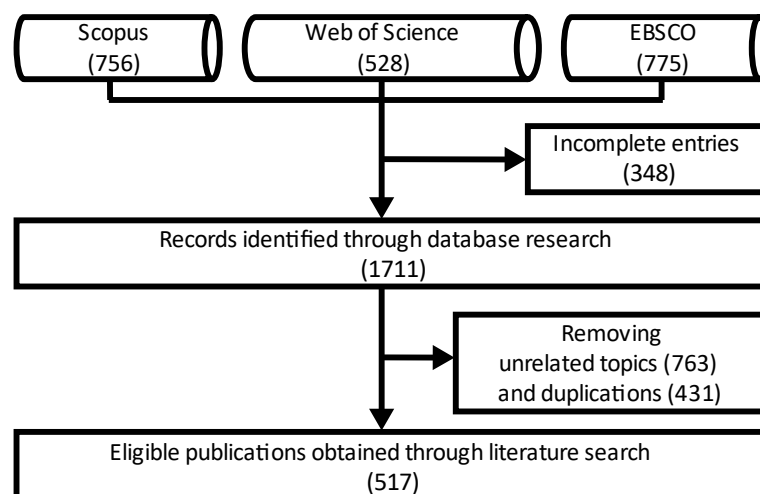 Scopus
(756)
Web of Science
(528)
EBSCO
(775)
Incomplete entries
(348)
Records identified through database research
(1711)
Removing
unrelated topics (763)
and duplications (431)
Eligible publications obtained through literature search
(517)